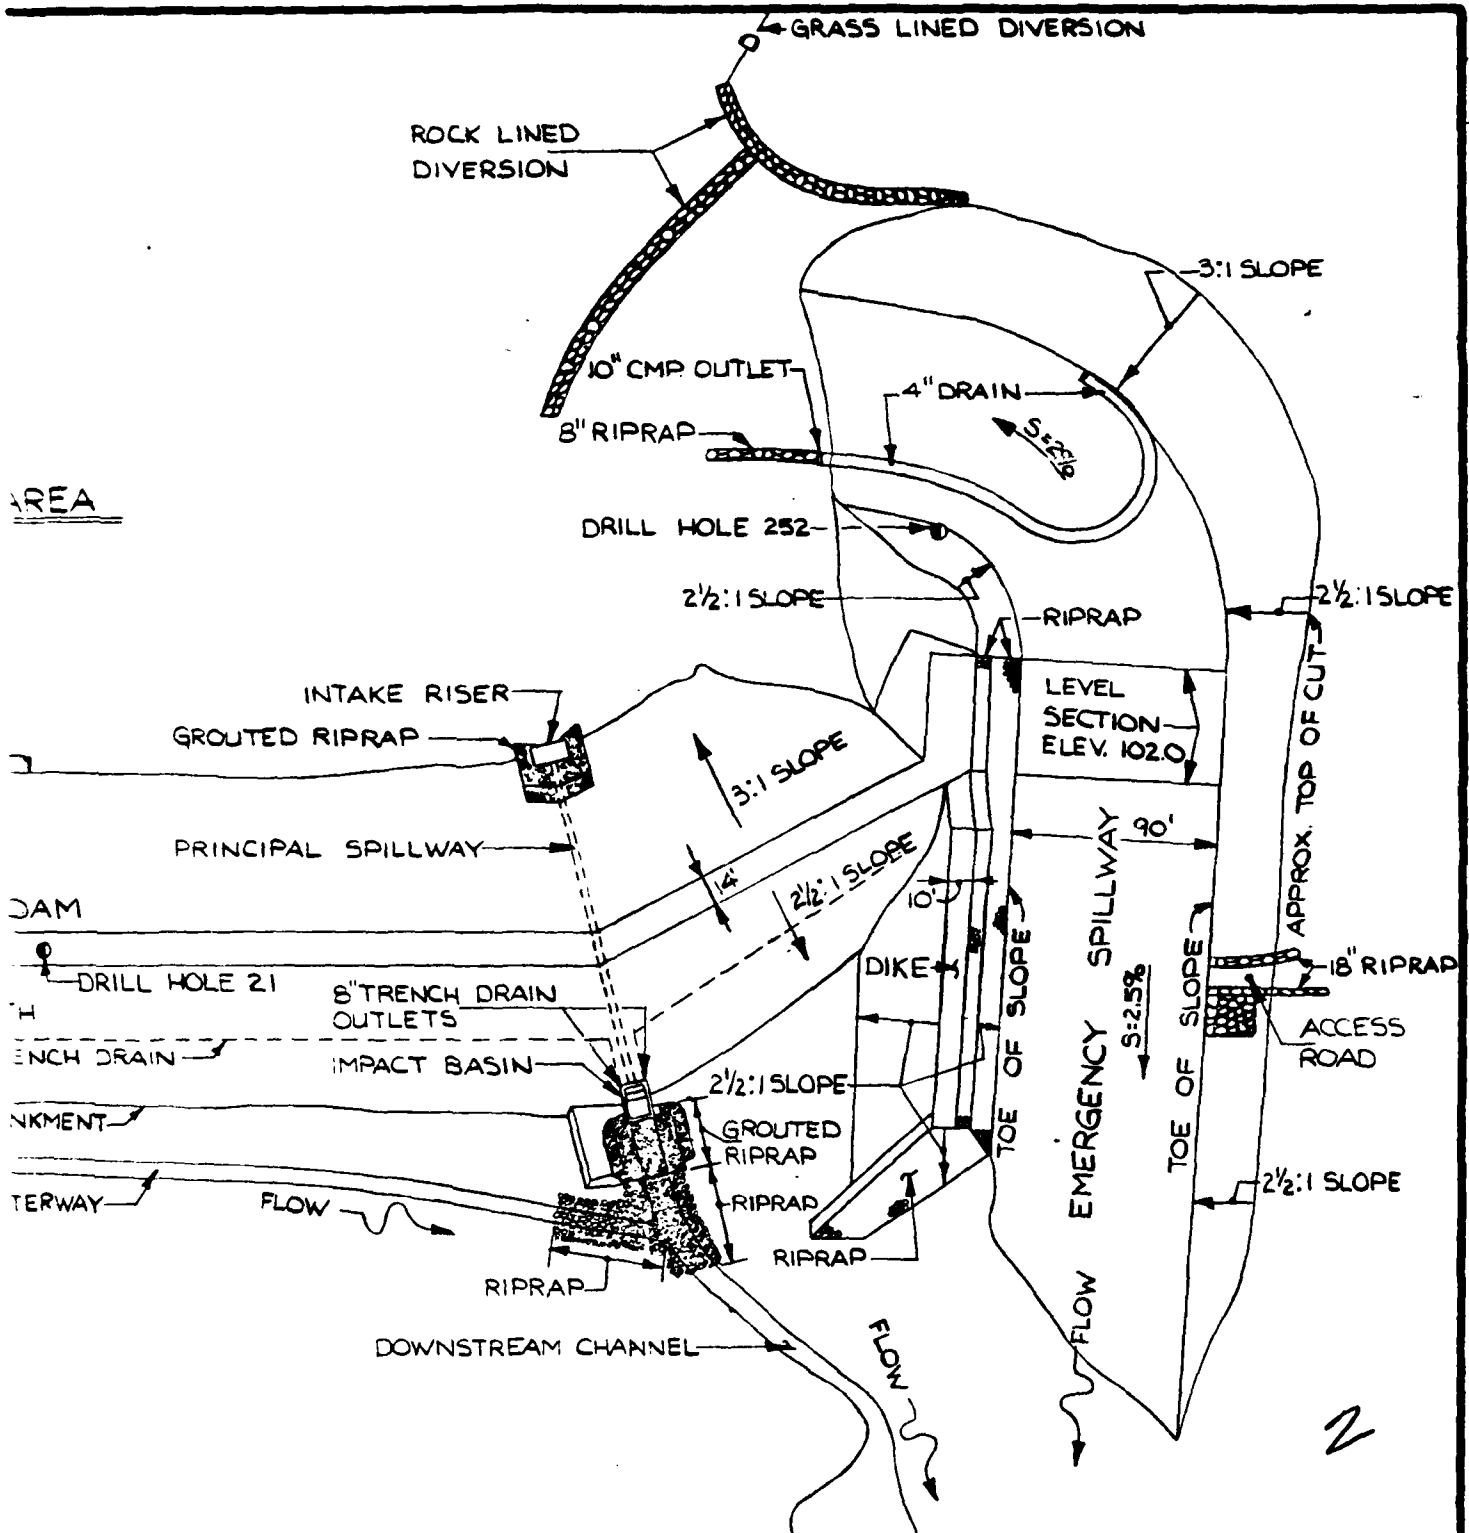 GRASS LINED DIVERSION
ROCK LINED
DIVERSION
3:1 SLOPE
10" CMP OUTLET
4" DRAIN
8" RIPRAP
S=2%
AREA
DRILL HOLE 252
2½:1 SLOPE
2½:1 SLOPE
RIPRAP
INTAKE RISER
GROUTED RIPRAP
LEVEL
SECTION
ELEV. 102.0
APPROX. TOP OF CUT
3:1 SLOPE
PRINCIPAL SPILLWAY
90'
14'
2½:1 SLOPE
10'
DAM
DRILL HOLE 21
DIKE
TOE OF SLOPE
EMERGENCY SPILLWAY
S=2.5%
TOE OF SLOPE
18" RIPRAP
ACCESS
ROAD
8" TRENCH DRAIN
OUTLETS
TH
ENCH DRAIN
IMPACT BASIN
2½:1 SLOPE
NKMENT
GROUTED
RIPRAP
TERWAY
FLOW
RIPRAP
2½:1 SLOPE
RIPRAP
RIPRAP
DOWNSTREAM CHANNEL
FLOW
FLOW
2